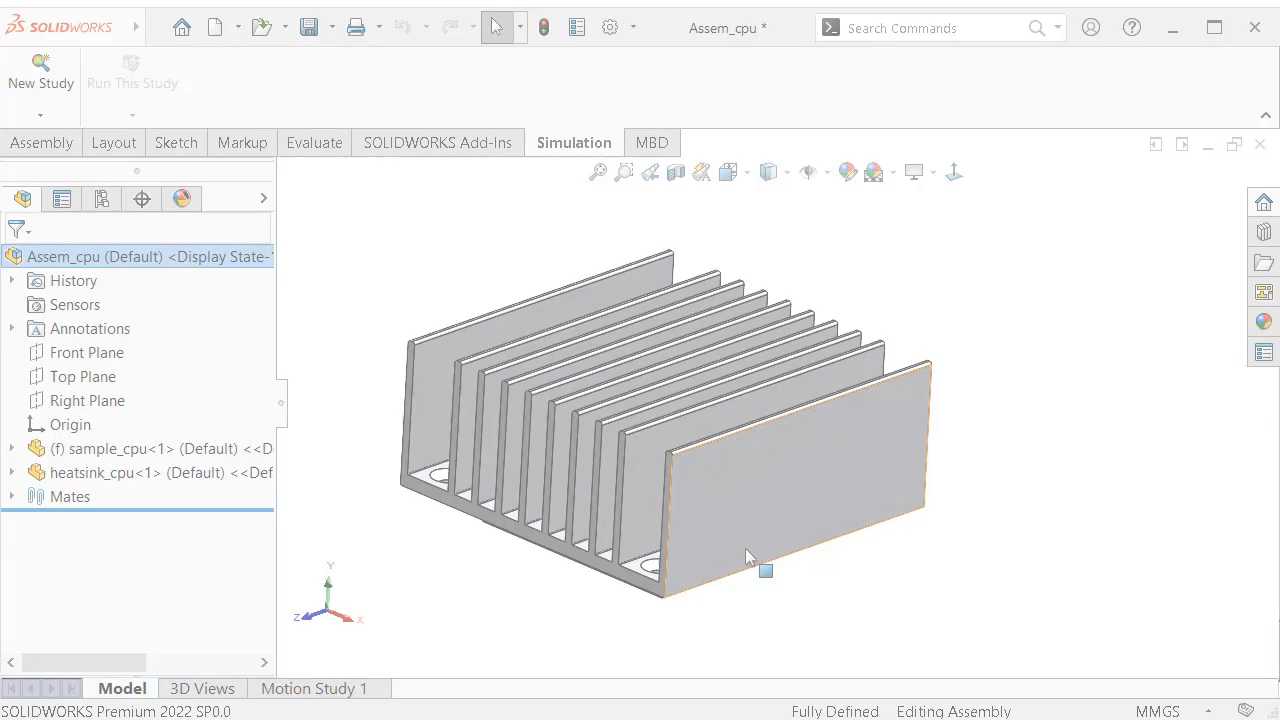 SOLIDWORKS
Assem_cpu *
Search Commands
New Study
Run This Study
Assembly
Layout
Sketch
Markup
Evaluate
SOLIDWORKS Add-Ins
Simulation
MBD
Assem_cpu (Default) <Display State-
History
Sensors
Annotations
Front Plane
Top Plane
Right Plane
Origin
(f) sample_cpu<1> (Default) <<D
heatsink_cpu<1> (Default) <<Def
Mates
Y
Z
X
Model
3D Views
Motion Study 1
SOLIDWORKS Premium 2022 SP0.0
Fully Defined
Editing Assembly
MMGS